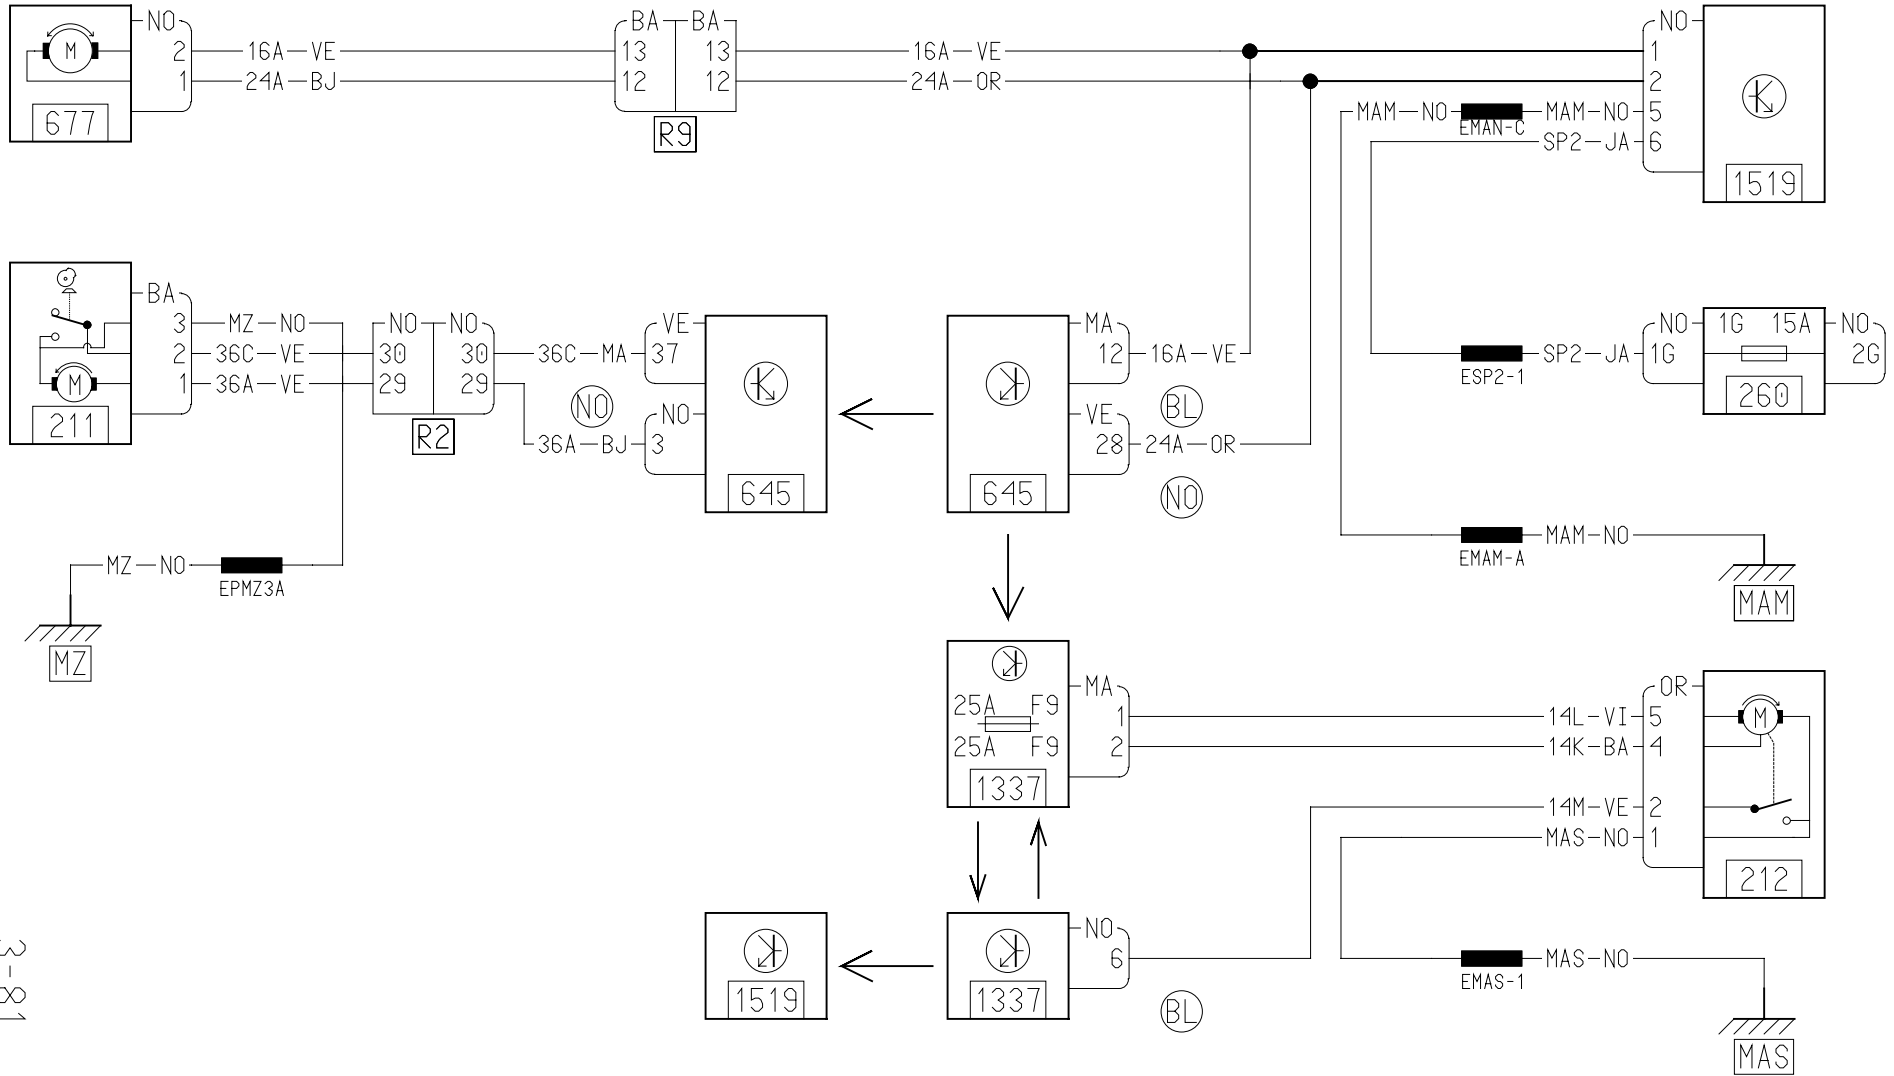 NO BA BA NO
M 2 16A VE 13 13 16A VE 1
1 24A BJ 12 12 24A OR 2
677 R9 MAM NO EMAN-C MAM-NO 5
SP2-JA 6
1519
BA
3 MZ NO NO NO VE MA NO 1G 15A NO
2 36C VE 30 30 36C MA 37 12 16A VE ESP2-1 SP2-JA 1G 2G
M 1 36A VE 29 29 NO NO VE BL 260
211 R2 36A BJ 3 28 24A OR
645 645 NO
MZ NO EPMZ3A EMAM-A MAM-NO
MZ MAM
MA OR
25A F9 1 14L-VI 5 M
25A F9 2 14K-BA 4
1337 14M-VE 2
MAS-NO 1
212
NO
6 EMAS-1 MAS-NO
1519 1337 BL
MAS
3-81